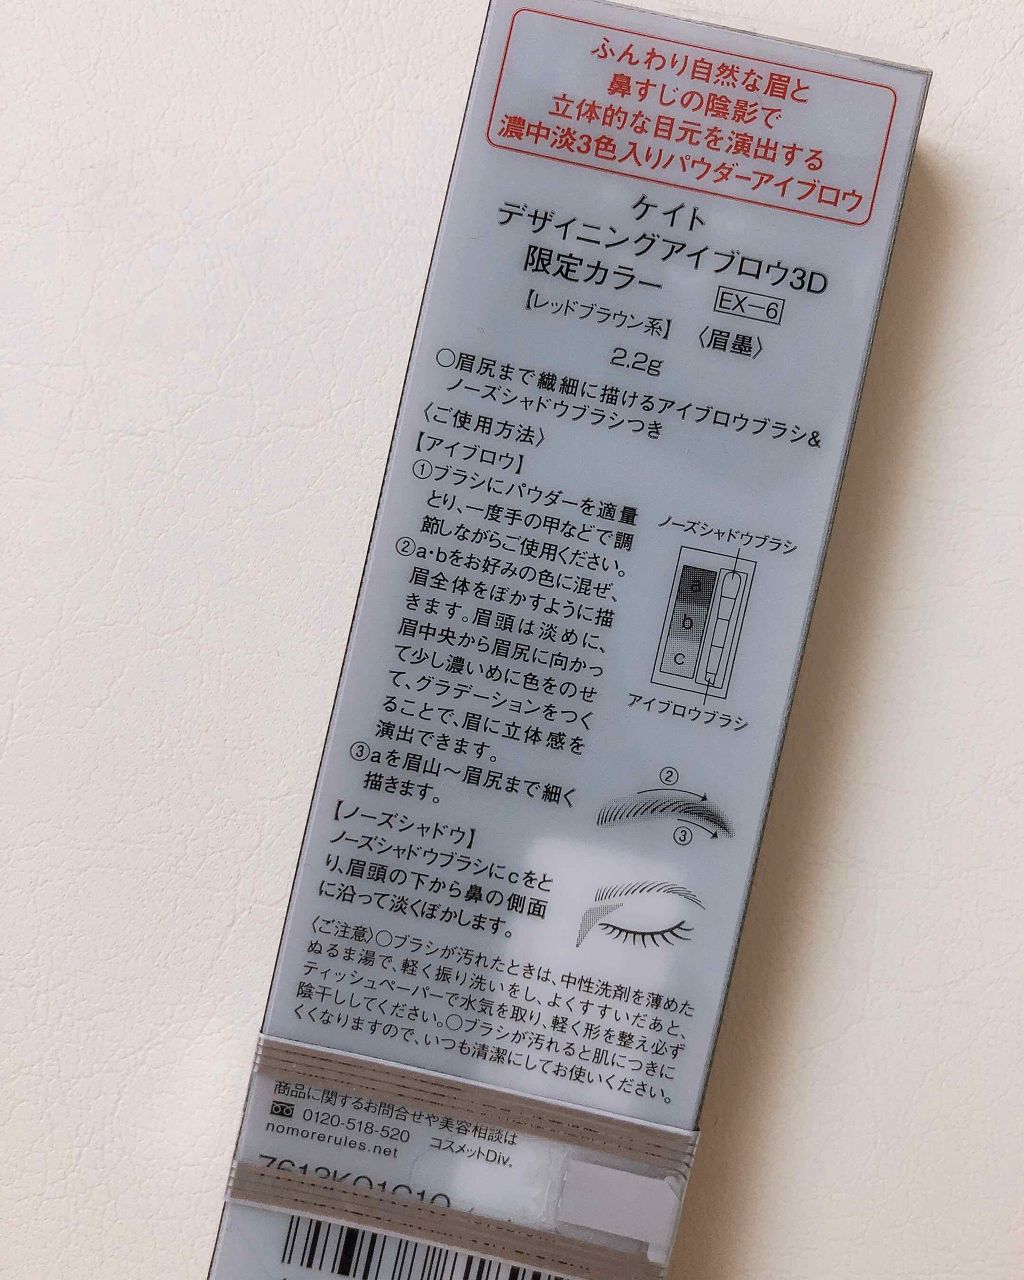 ふんわり自然な眉と
鼻すじの陰影で
立体的な目元を演出する
濃中淡3色入りパウダーアイブロウ
ケイト
デザイニングアイブロウ3D
限定カラー EX-6
【レッドブラウン系】〈眉墨〉
2.2g
○眉尻まで繊細に描けるアイブロウブラシ&
ノーズシャドウブラシつき
〈ご使用方法〉
【アイブロウ】
①ブラシにパウダーを適量
とり、一度手の甲などで調
節しながらご使用ください。
②a・bをお好みの色に混ぜ、
眉全体をぼかすように描
きます。眉頭は淡めに、
眉中央から眉尻に向かっ
て少し濃いめに色をのせ
て、グラデーションをつく
ることで、眉に立体感を
演出できます。
③aを眉山〜眉尻まで細く
描きます。
ノーズシャドウブラシ
a
b
c
アイブロウブラシ
②
③
【ノーズシャドウ】
ノーズシャドウブラシにcをと
り、眉頭の下から鼻の側面
に沿って淡くぼかします。
〈ご注意〉○ブラシが汚れたときは、中性洗剤を薄めた
ぬるま湯で、軽く振り洗いをし、よくすすいだあと、
ティッシュペーパーで水気を取り、軽く形を整え必ず
陰干ししてください。○ブラシが汚れると肌につきに
くくなりますので、いつも清潔にしてお使いください。
商品に関するお問合せや美容相談は
0120-518-520 コスメットDiv.
nomorerules.net